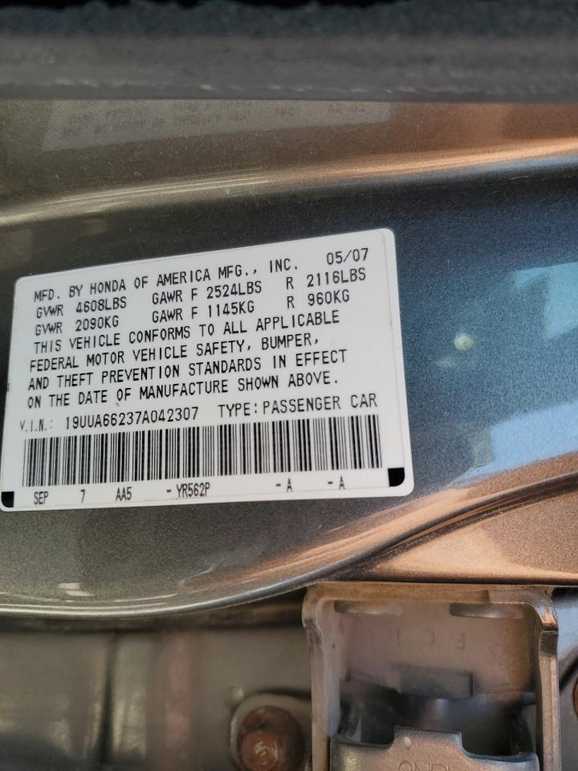 MFD. BY HONDA OF AMERICA MFG., INC. 05/07
GVWR 4608LBS GAWR F 2524LBS R 2116LBS
GVWR 2090KG GAWR F 1145KG R 960KG
THIS VEHICLE CONFORMS TO ALL APPLICABLE
FEDERAL MOTOR VEHICLE SAFETY, BUMPER,
AND THEFT PREVENTION STANDARDS IN EFFECT
ON THE DATE OF MANUFACTURE SHOWN ABOVE.
V.I.N.: 19UUA66237A042307 TYPE: PASSENGER CAR
SEP 7 AA5 -YR562P -A -A